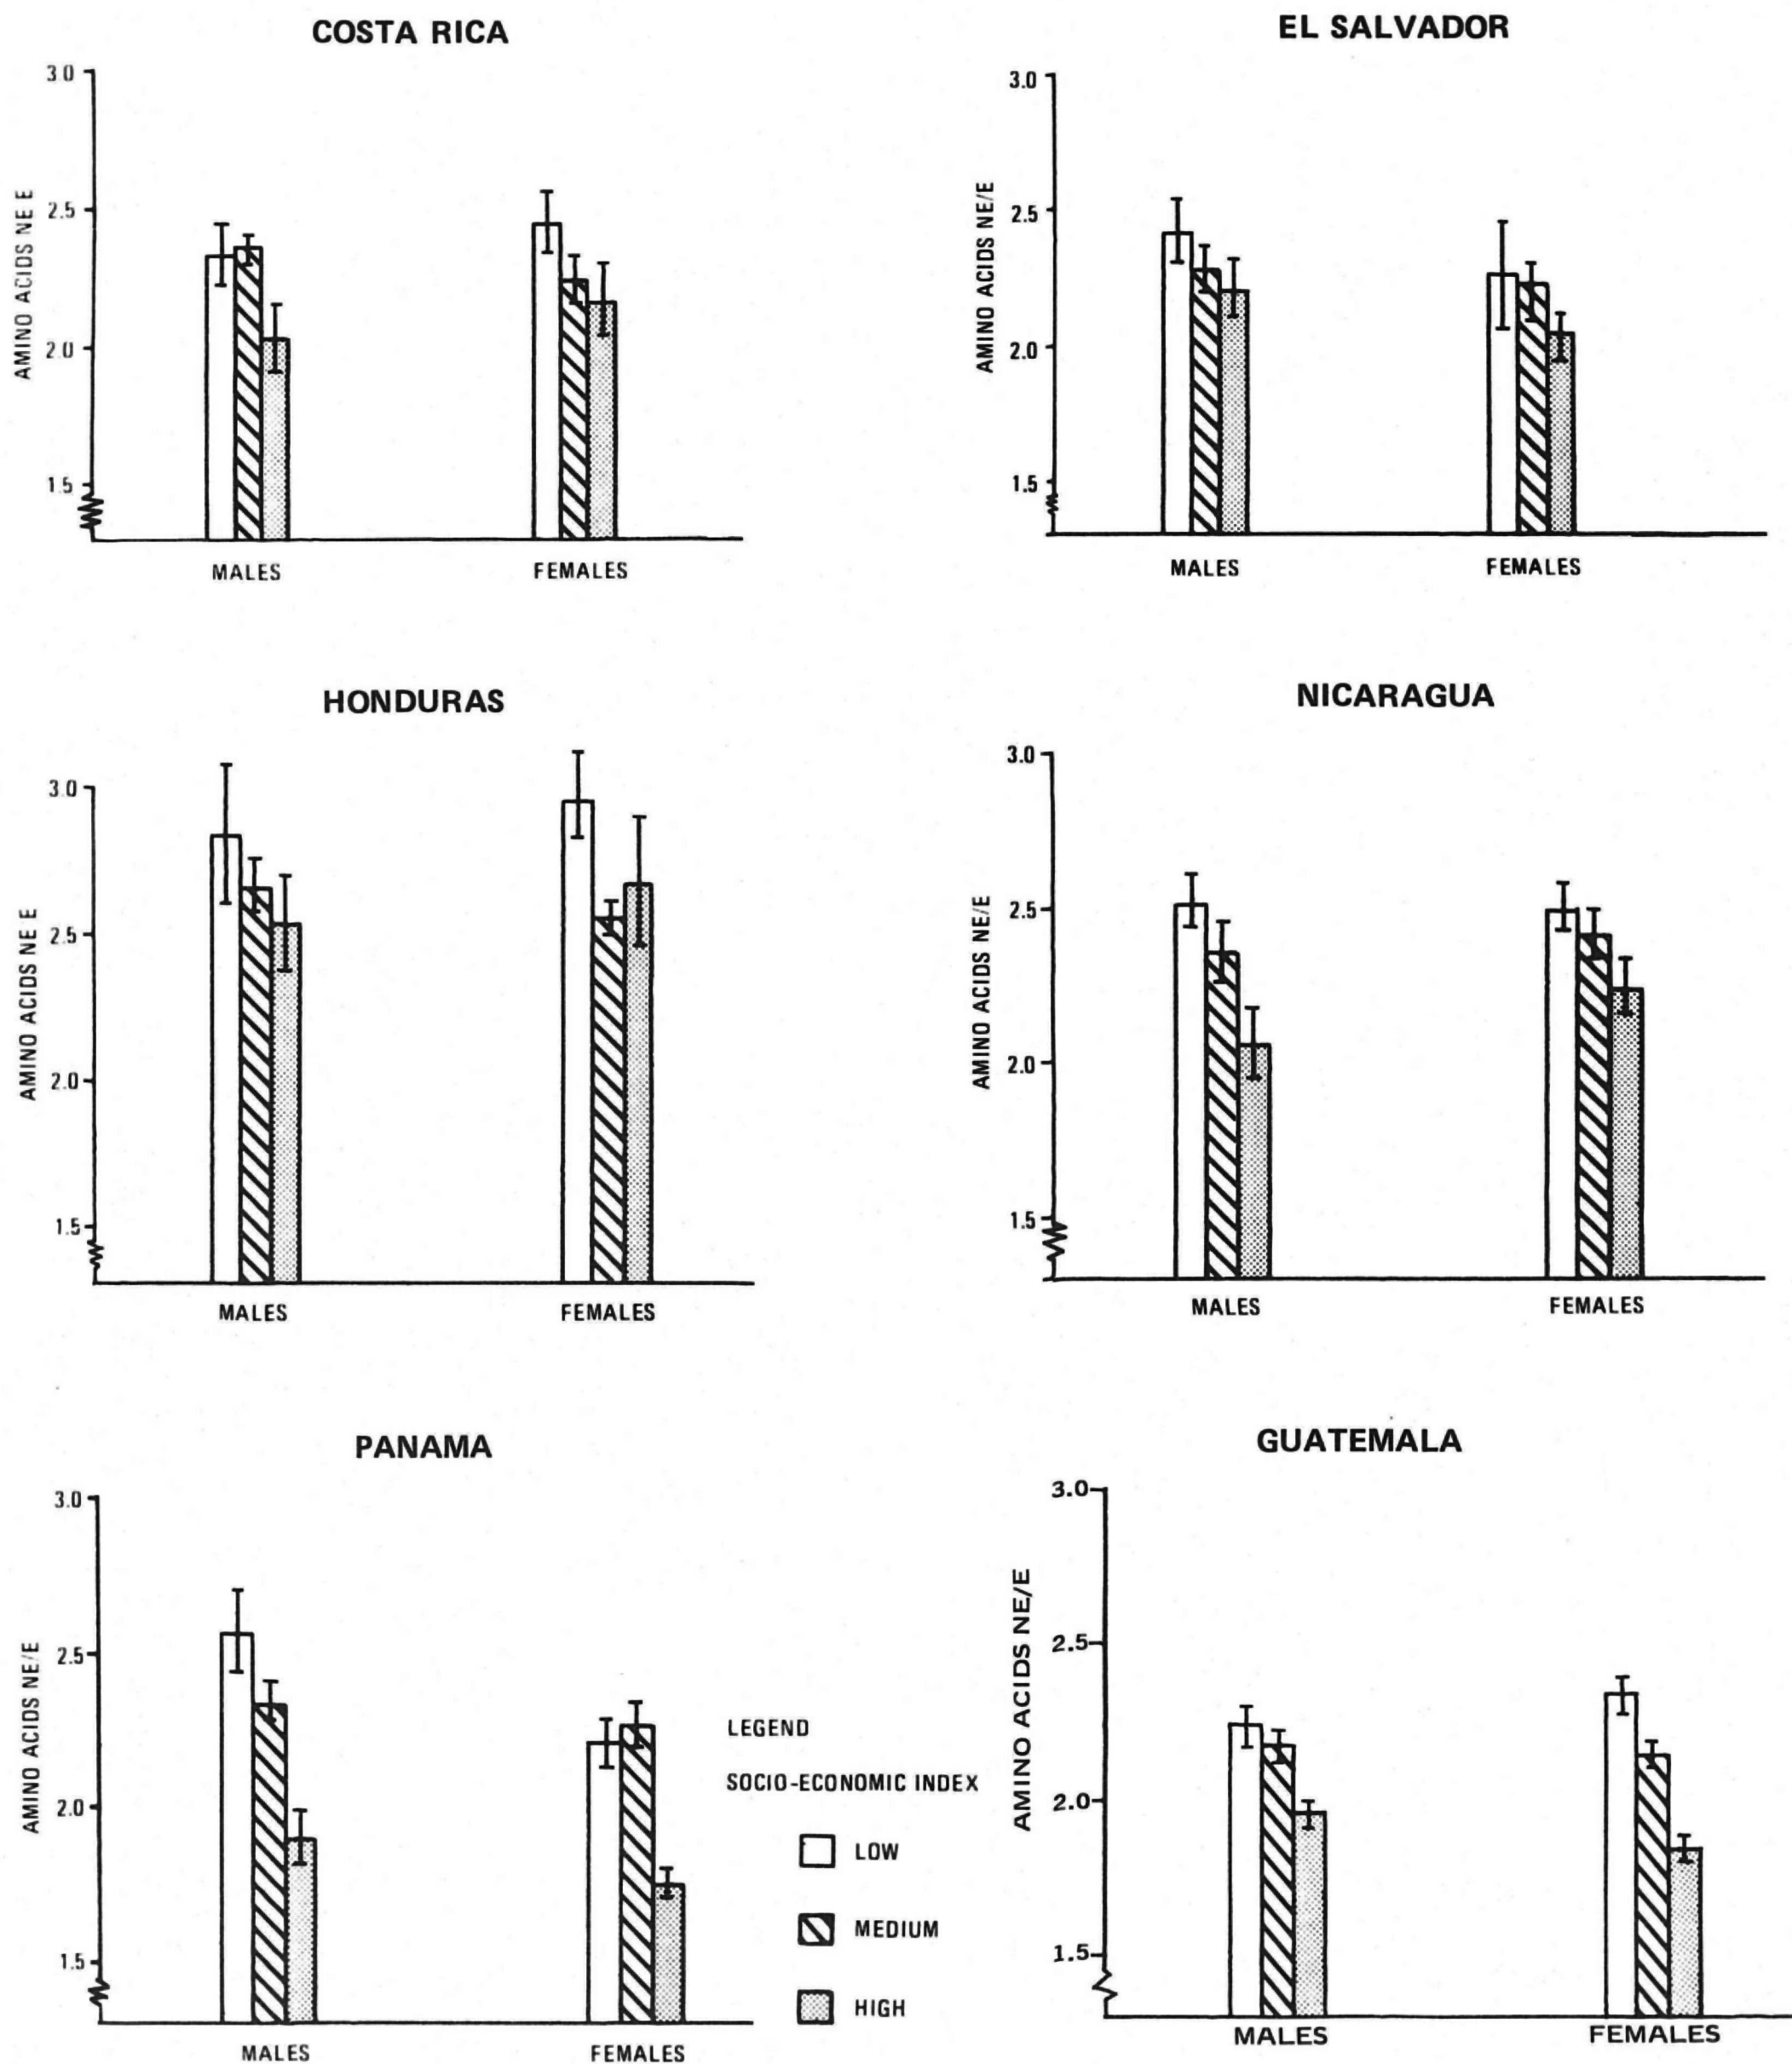 COSTA RICA
3.0
2.5
2.0
1.5
AMINO ACIDS NE E
MALES
FEMALES
EL SALVADOR
3.0
2.5
2.0
1.5
AMINO ACIDS NE/E
MALES
FEMALES
HONDURAS
3.0
2.5
2.0
1.5
AMINO ACIDS NE E
MALES
FEMALES
NICARAGUA
3.0
2.5
2.0
1.5
AMINO ACIDS NE/E
MALES
FEMALES
PANAMA
3.0
2.5
2.0
1.5
AMINO ACIDS NE/E
MALES
FEMALES
LEGEND
SOCIO-ECONOMIC INDEX
LOW
MEDIUM
HIGH
GUATEMALA
3.0
2.5
2.0
1.5
AMINO ACIDS NE/E
MALES
FEMALES